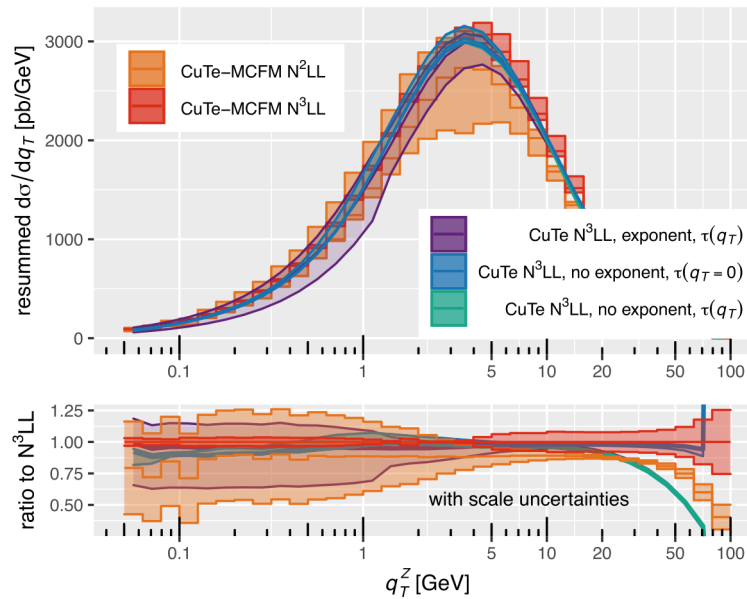 resummed dσ/dq_T [pb/GeV]
3000
2000
1000
0
CuTe−MCFM N²LL
CuTe−MCFM N³LL
CuTe N³LL, exponent, τ(q_T)
CuTe N³LL, no exponent, τ(q_T = 0)
CuTe N³LL, no exponent, τ(q_T)
0.1 1 5 10 50 100
ratio to N³LL
1.25
1.00
0.75
0.50
with scale uncertainties
0.1 1 5 10 50 100
q_T^Z [GeV]